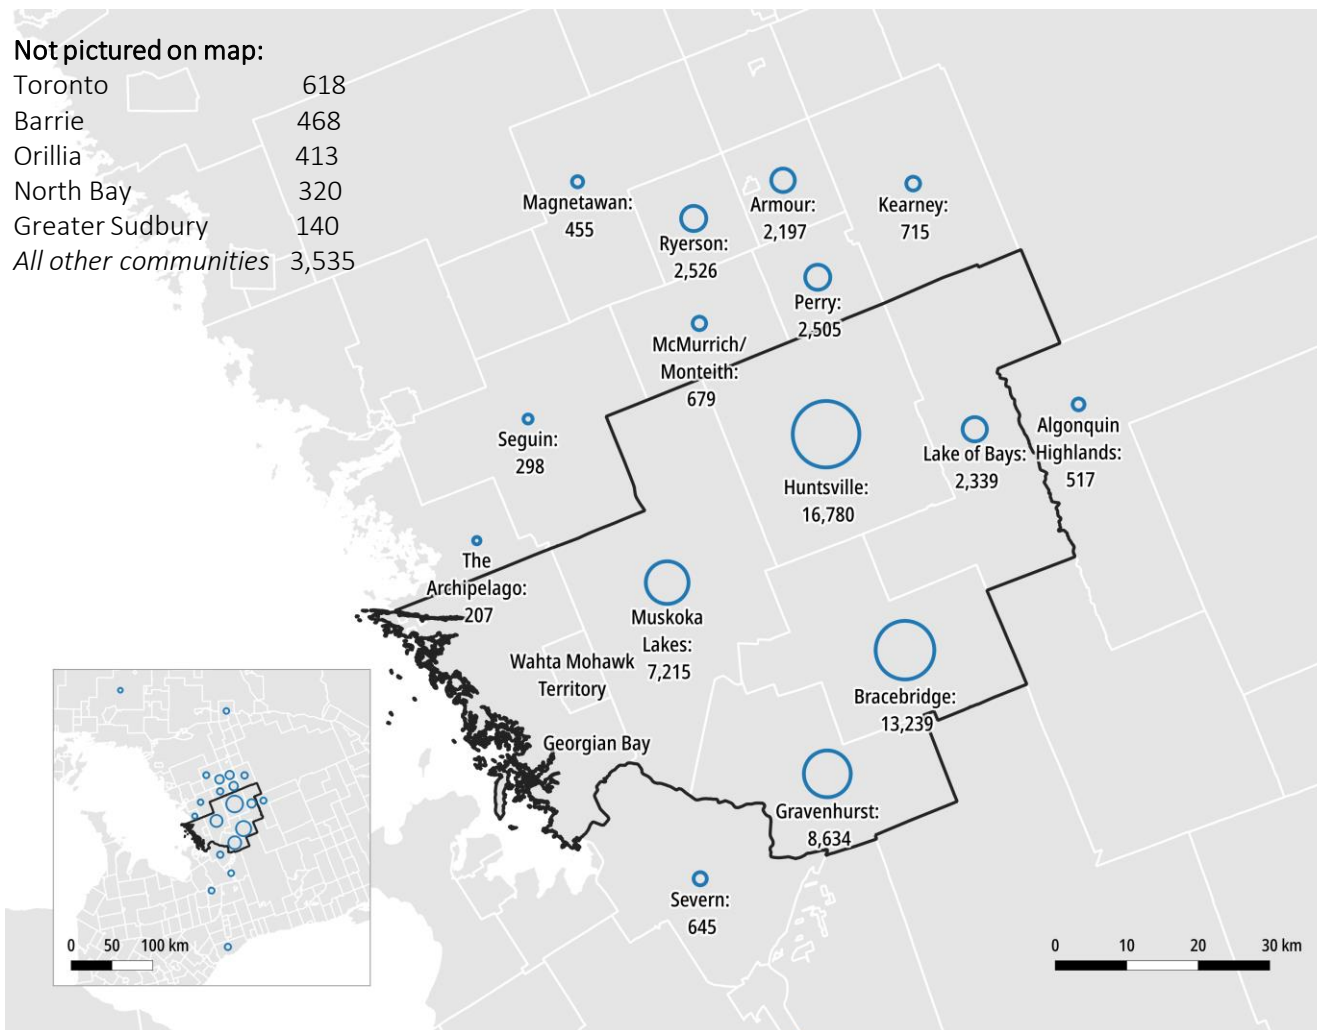 Not pictured on map:
Toronto 618
Barrie 468
Orillia 413
North Bay 320
Greater Sudbury 140
All other communities 3,535
Magnetawan:
455
Ryerson:
2,526
Armour:
2,197
Kearney:
715
Perry:
2,505
McMurrich/
Monteith:
679
Seguin:
298
Huntsville:
16,780
Lake of Bays:
2,339
Algonquin
Highlands:
517
The
Archipelago:
207
Muskoka
Lakes:
7,215
Wahta Mohawk
Territory
Bracebridge:
13,239
Georgian Bay
Gravenhurst:
8,634
Severn:
645
0 50 100 km
0 10 20 30 km